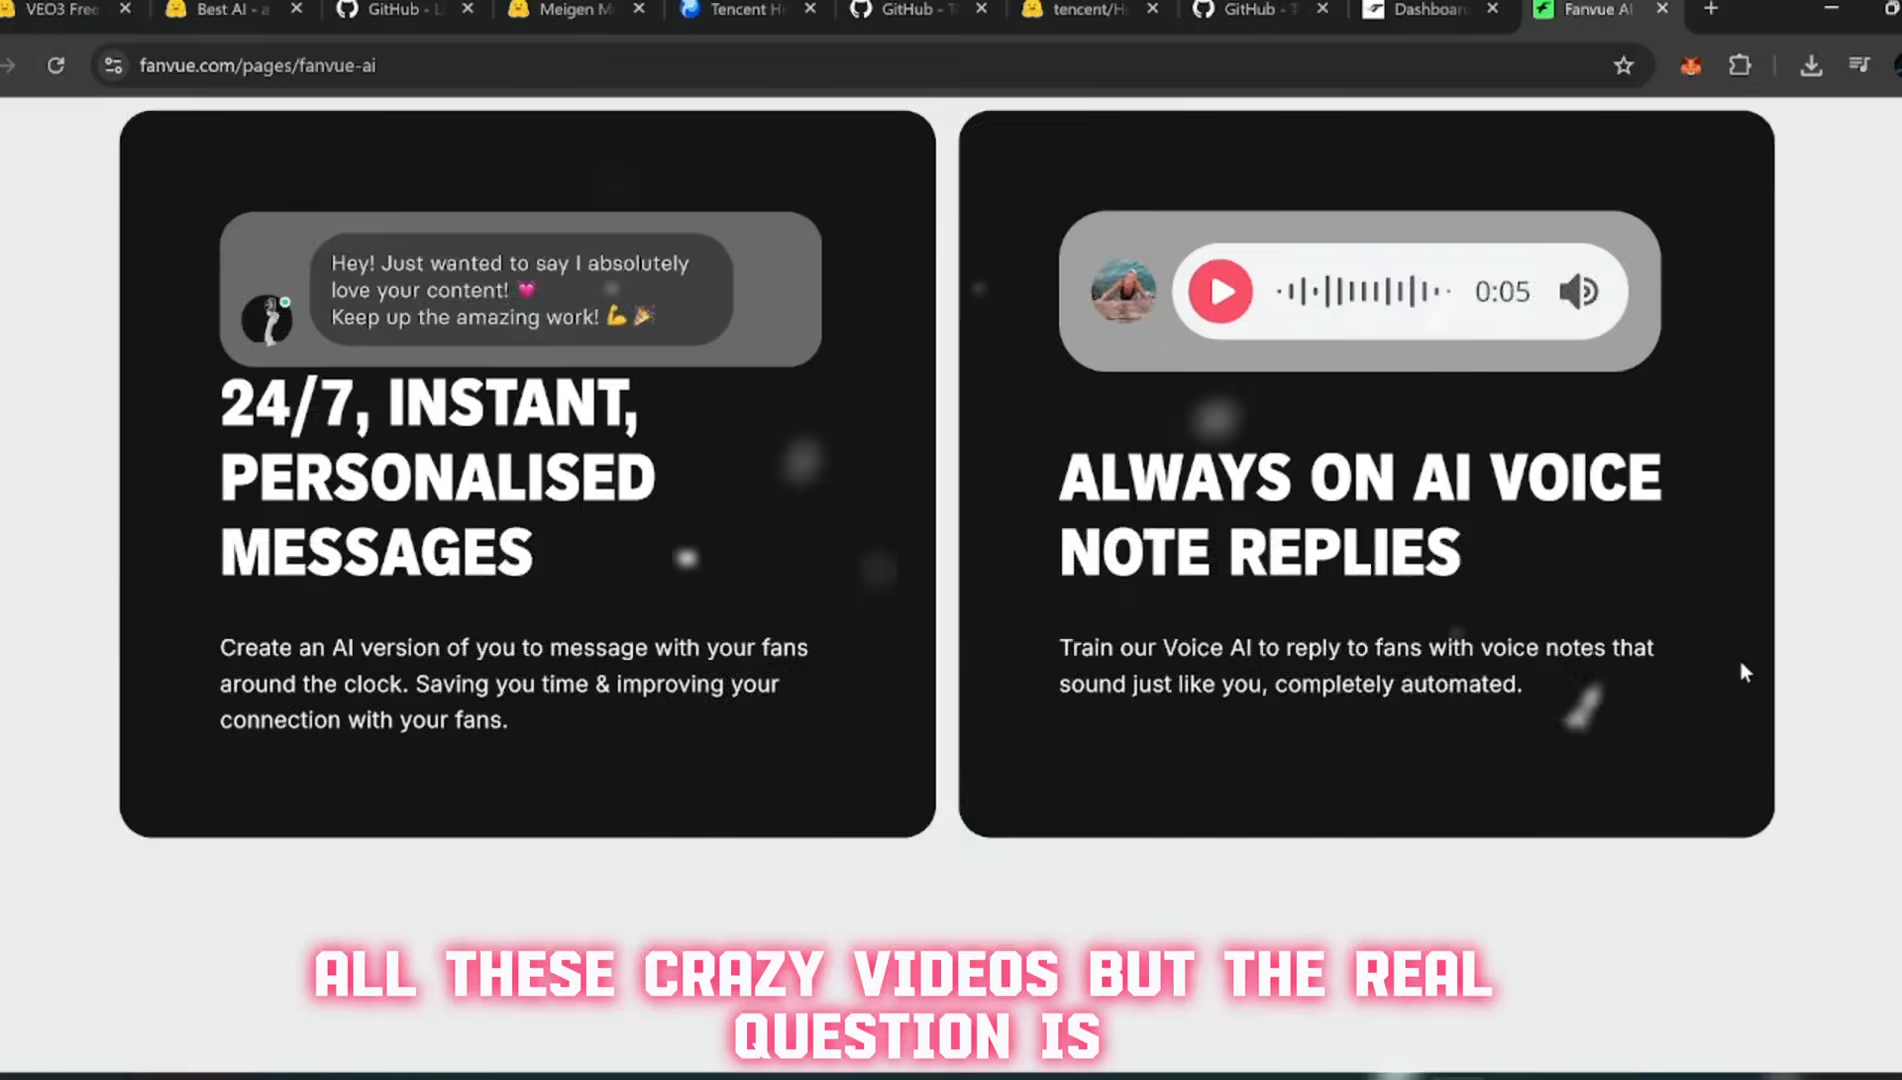 VEO3 Free
Best AI - a
GitHub - L
Meigen M
Tencent H
GitHub - T
tencent/H
GitHub - T
Dashboar
Fanvue AI
fanvue.com/pages/fanvue-ai
Hey! Just wanted to say I absolutely
love your content! 💗
Keep up the amazing work! 💪 🎉
24/7, INSTANT,
PERSONALISED
MESSAGES
Create an AI version of you to message with your fans
around the clock. Saving you time & improving your
connection with your fans.
0:05
ALWAYS ON AI VOICE
NOTE REPLIES
Train our Voice AI to reply to fans with voice notes that
sound just like you, completely automated.
ALL THESE CRAZY VIDEOS BUT THE REAL
QUESTION IS